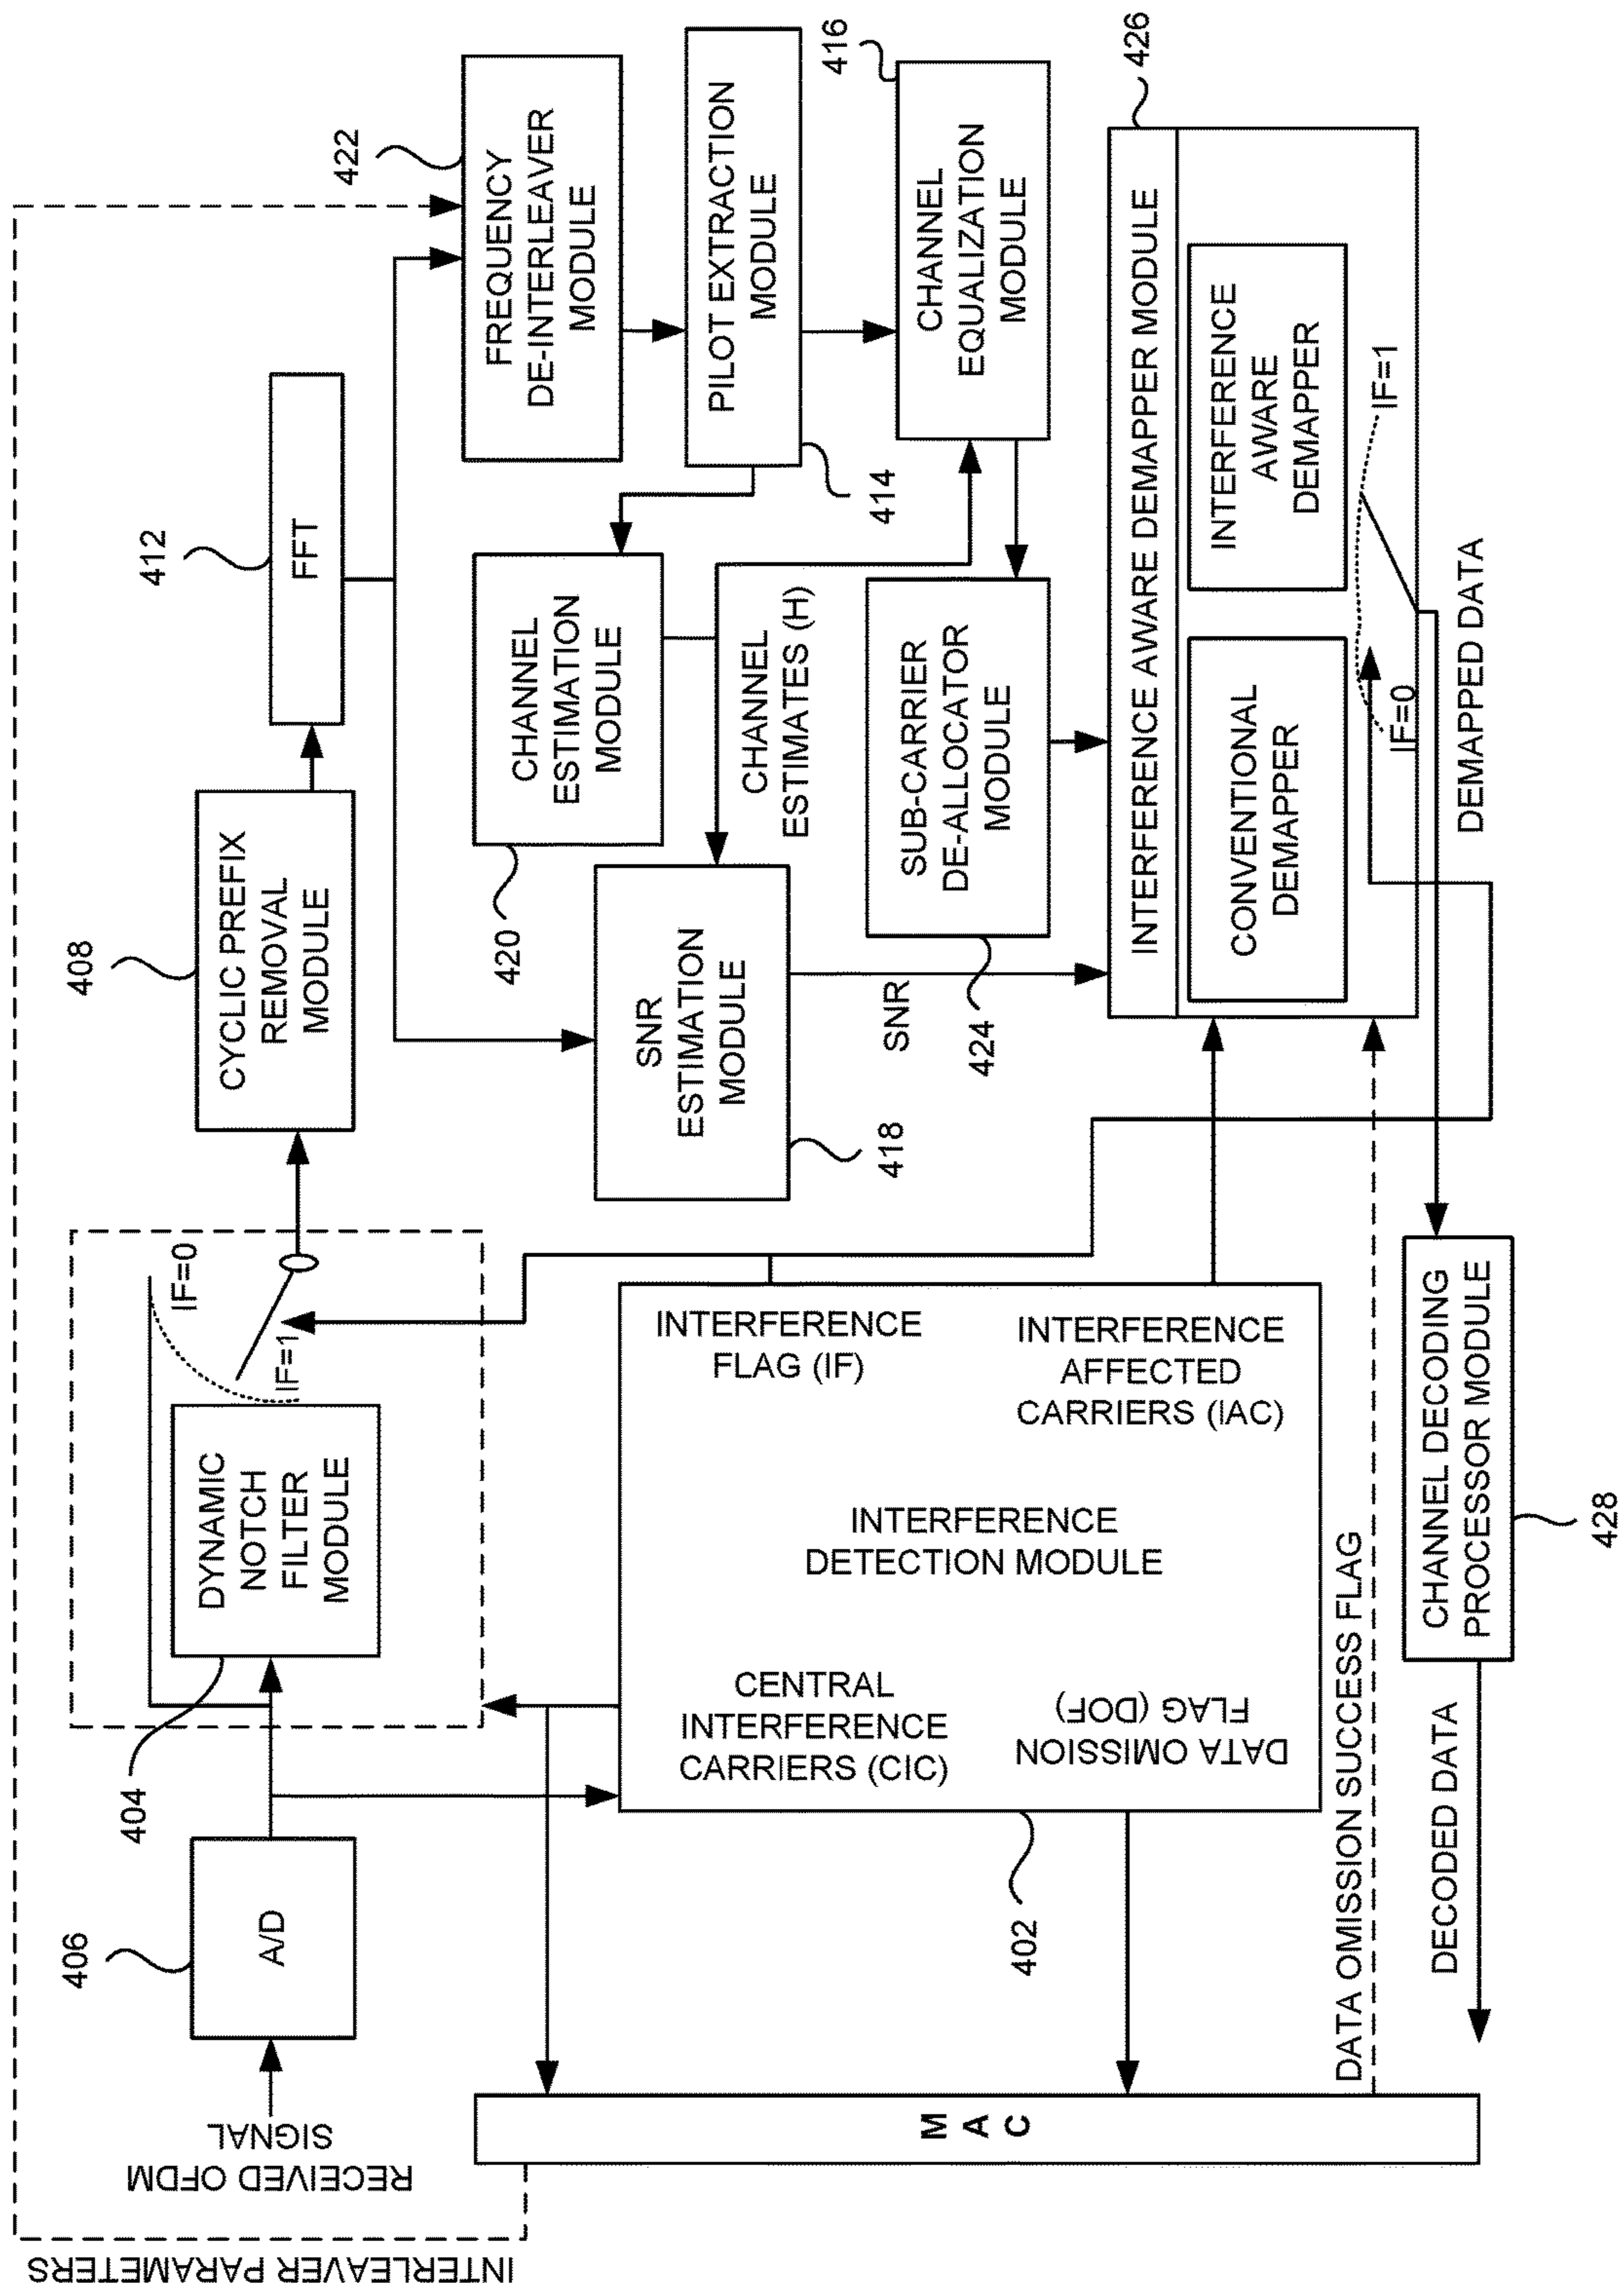 INTERLEAVER PARAMETERS
RECEIVED OFDM
SIGNAL
406
A/D
404
DYNAMIC
NOTCH
FILTER
MODULE
IF=0
IF=1
408
CYCLIC PREFIX
REMOVAL
MODULE
412
FFT
422
FREQUENCY
DE-INTERLEAVER
MODULE
PILOT EXTRACTION
MODULE
414
416
CHANNEL
EQUALIZATION
MODULE
CHANNEL
ESTIMATION
MODULE
420
CHANNEL
ESTIMATES (H)
SNR
ESTIMATION
MODULE
418
SNR
SUB-CARRIER
DE-ALLOCATOR
MODULE
424
426
INTERFERENCE AWARE DEMAPPER MODULE
CONVENTIONAL
DEMAPPER
INTERFERENCE
AWARE
DEMAPPER
IF=0
IF=1
DEMAPPED DATA
INTERFERENCE
FLAG (IF)
INTERFERENCE
AFFECTED
CARRIERS (IAC)
INTERFERENCE
DETECTION MODULE
CENTRAL
INTERFERENCE
CARRIERS (CIC)
DATA OMISSION
FLAG (DOF)
402
M
A
C
DATA OMISSION SUCCESS FLAG
CHANNEL DECODING
PROCESSOR MODULE
428
DECODED DATA